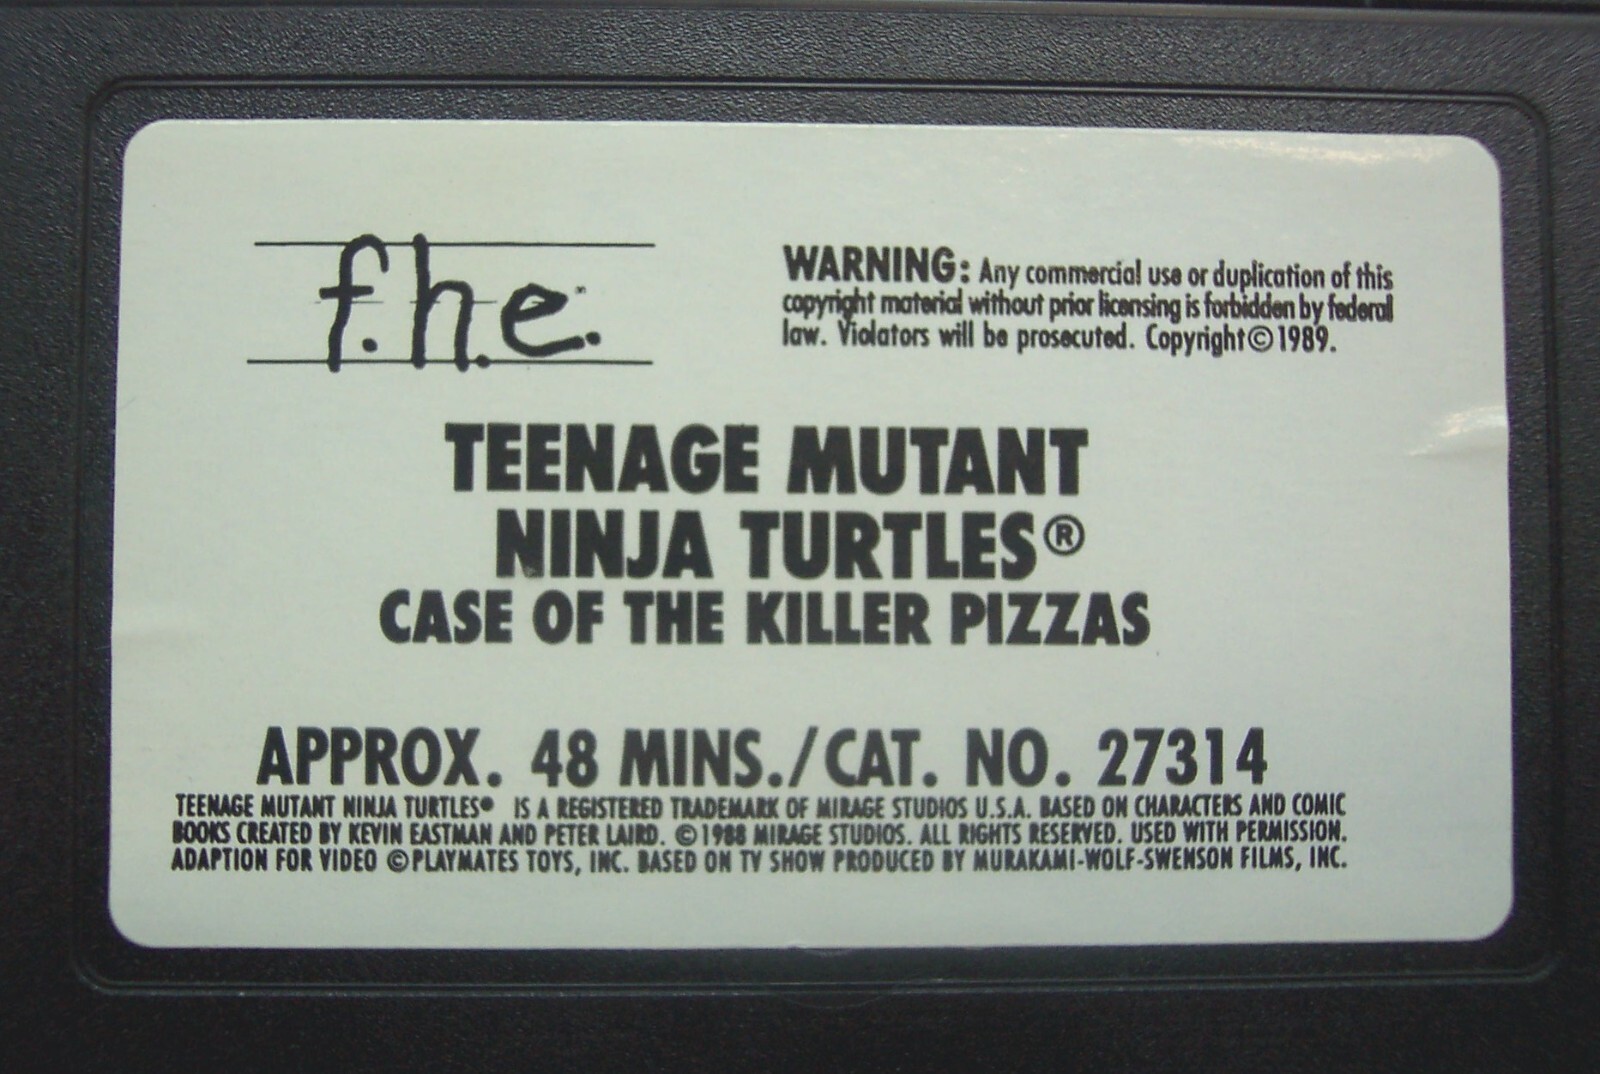 f.h.e.™
WARNING: Any commercial use or duplication of this
copyright material without prior licensing is forbidden by federal
law. Violators will be prosecuted. Copyright © 1989.
TEENAGE MUTANT
NINJA TURTLES®
CASE OF THE KILLER PIZZAS
APPROX. 48 MINS./CAT. NO. 27314
TEENAGE MUTANT NINJA TURTLES® IS A REGISTERED TRADEMARK OF MIRAGE STUDIOS U.S.A. BASED ON CHARACTERS AND COMIC
BOOKS CREATED BY KEVIN EASTMAN AND PETER LAIRD. ©1988 MIRAGE STUDIOS. ALL RIGHTS RESERVED. USED WITH PERMISSION.
ADAPTION FOR VIDEO © PLAYMATES TOYS, INC. BASED ON TV SHOW PRODUCED BY MURAKAMI-WOLF-SWENSON FILMS, INC.